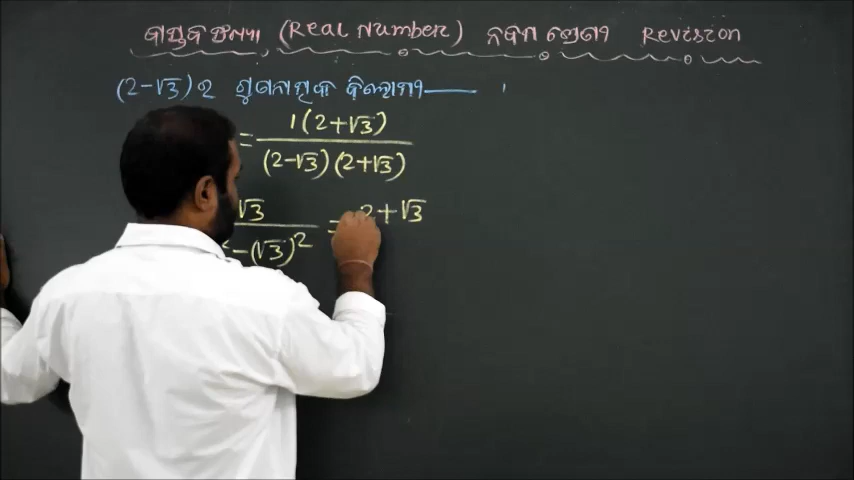 ବାସ୍ତବ ସଂଖ୍ୟା (Real Number) ନବମ ଶ୍ରେଣୀ Revision
(2-√3) ର ଗୁଣନାତ୍ମକ ବିଲୋମୀ
= 1(2+√3) / (2-√3)(2+√3)
√3 / ² - (√3)² = 2+√3